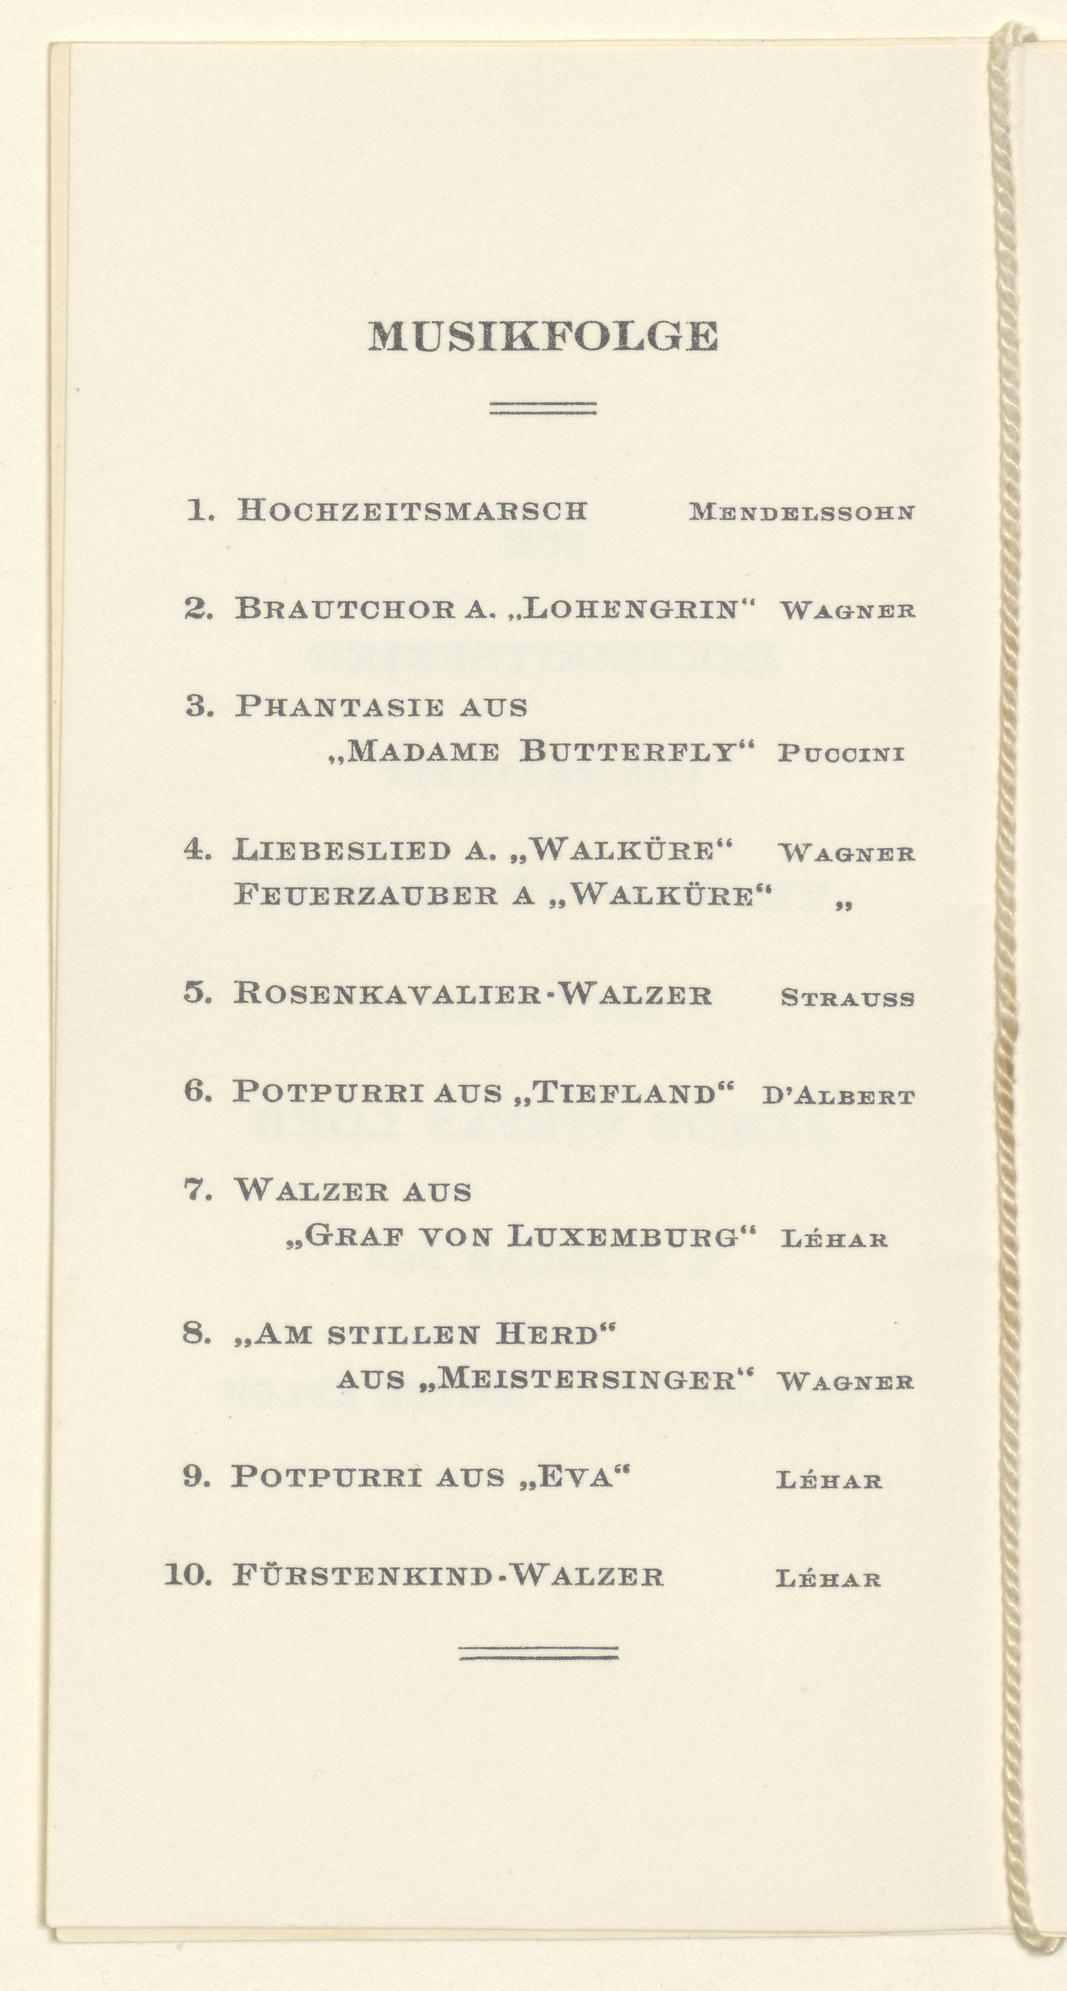 MUSIKFOLGE
1. HOCHZEITSMARSCH MENDELSSOHN
2. BRAUTCHOR A. „LOHENGRIN“ WAGNER
3. PHANTASIE AUS
„MADAME BUTTERFLY“ PUCCINI
4. LIEBESLIED A. „WALKÜRE“ WAGNER
FEUERZAUBER A „WALKÜRE“ „
5. ROSENKAVALIER-WALZER STRAUSS
6. POTPURRI AUS „TIEFLAND“ D’ALBERT
7. WALZER AUS
„GRAF VON LUXEMBURG“ LÉHAR
8. „AM STILLEN HERD“
AUS „MEISTERSINGER“ WAGNER
9. POTPURRI AUS „EVA“ LÉHAR
10. FÜRSTENKIND-WALZER LÉHAR